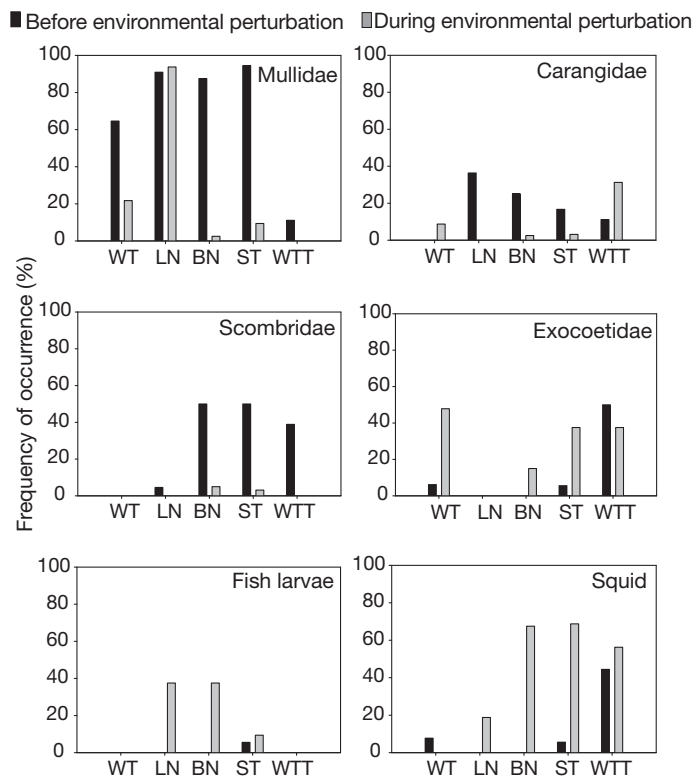 Before environmental perturbation During environmental perturbation
Frequency of occurrence (%)
Mullidae
100
80
60
40
20
0
WT LN BN ST WTT
Carangidae
100
80
60
40
20
0
WT LN BN ST WTT
Scombridae
100
80
60
40
20
0
WT LN BN ST WTT
Exocoetidae
100
80
60
40
20
0
WT LN BN ST WTT
Fish larvae
100
80
60
40
20
0
WT LN BN ST WTT
Squid
100
80
60
40
20
0
WT LN BN ST WTT